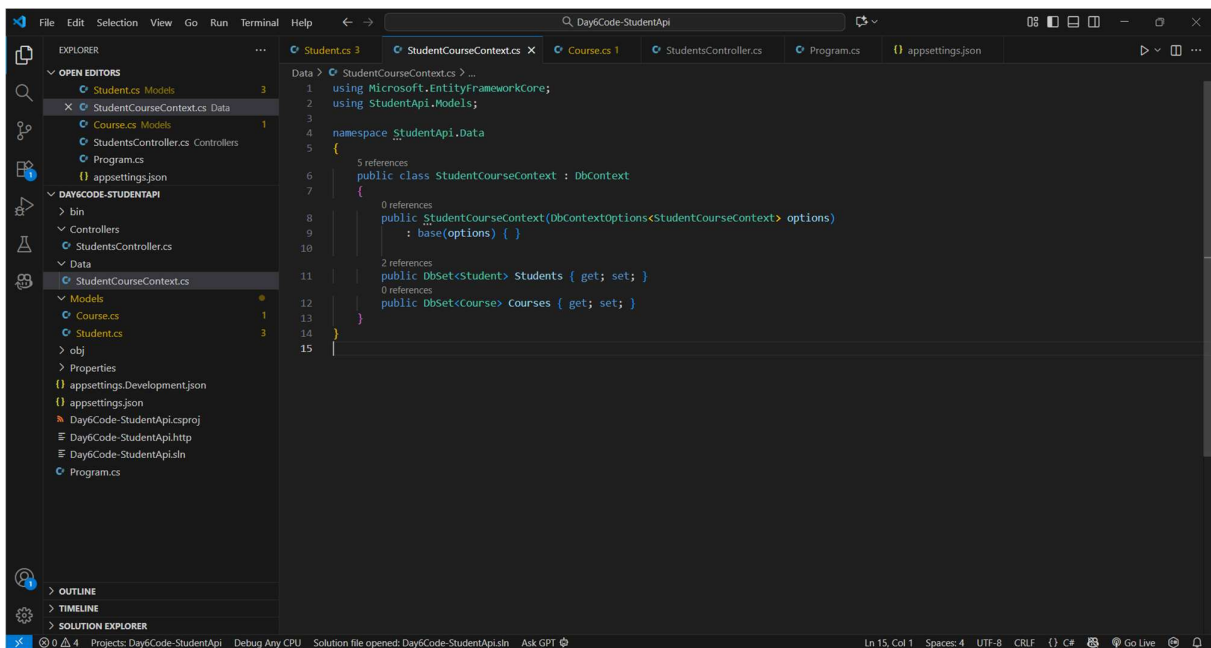 File Edit Selection View Go Run Terminal Help
Day6Code-StudentApi
EXPLORER
OPEN EDITORS
Student.cs Models 3
StudentCourseContext.cs Data
Course.cs Models 1
StudentsController.cs Controllers
Program.cs
{} appsettings.json
DAY6CODE-STUDENTAPI
bin
Controllers
StudentsController.cs
Data
StudentCourseContext.cs
Models
Course.cs 1
Student.cs 3
obj
Properties
{} appsettings.Development.json
{} appsettings.json
Day6Code-StudentApi.csproj
Day6Code-StudentApi.http
Day6Code-StudentApi.sln
Program.cs
OUTLINE
TIMELINE
SOLUTION EXPLORER
1
1
Student.cs 3 StudentCourseContext.cs Course.cs 1 StudentsController.cs Program.cs {} appsettings.json
Data > StudentCourseContext.cs > ...
1 using Microsoft.EntityFrameworkCore;
2 using StudentApi.Models;
3
4 namespace StudentApi.Data
5 {
5 references
6 public class StudentCourseContext : DbContext
7 {
0 references
8 public StudentCourseContext(DbContextOptions<StudentCourseContext> options)
9 : base(options) { }
10
2 references
11 public DbSet<Student> Students { get; set; }
0 references
12 public DbSet<Course> Courses { get; set; }
13 }
14 }
15
0 4 Projects: Day6Code-StudentApi Debug Any CPU Solution file opened: Day6Code-StudentApi.sln Ask GPT Ln 15, Col 1 Spaces: 4 UTF-8 CRLF {} C# Go Live